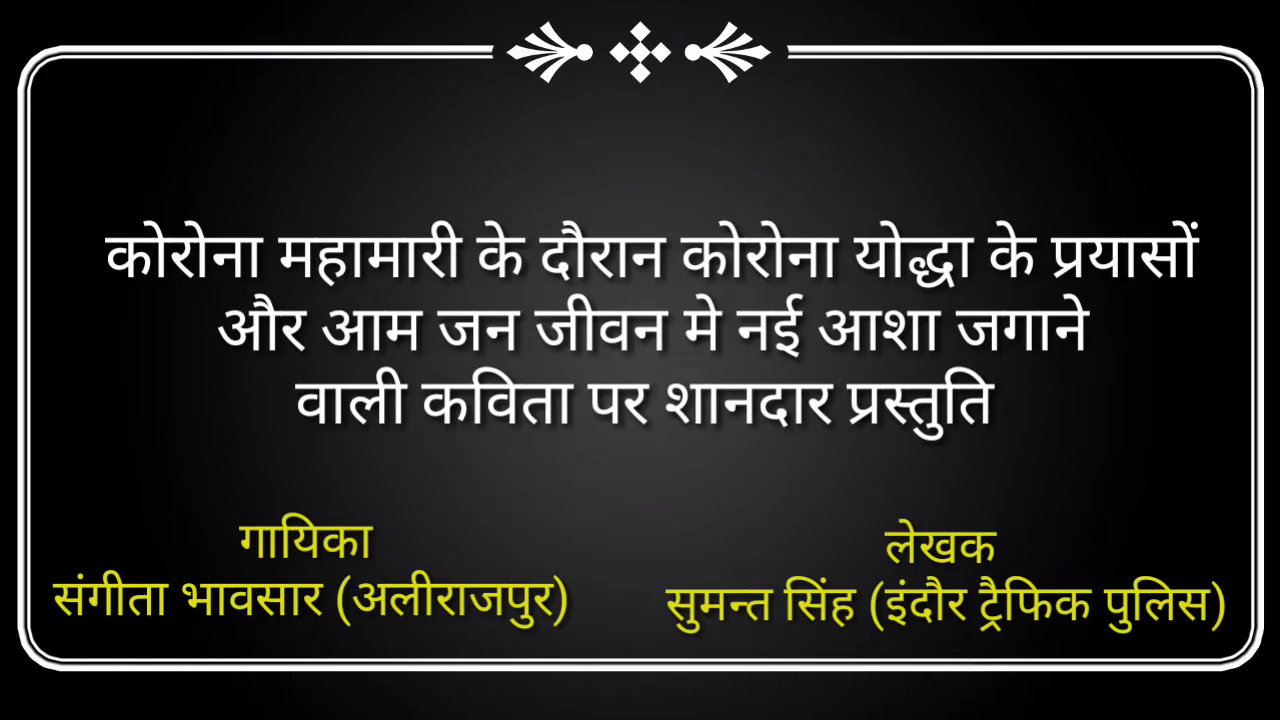 कोरोना महामारी के दौरान कोरोना योद्धा के प्रयासों
और आम जन जीवन मे नई आशा जगाने
वाली कविता पर शानदार प्रस्तुति
गायिका
संगीता भावसार (अलीराजपुर)
लेखक
सुमन्त सिंह (इंदौर ट्रैफिक पुलिस)